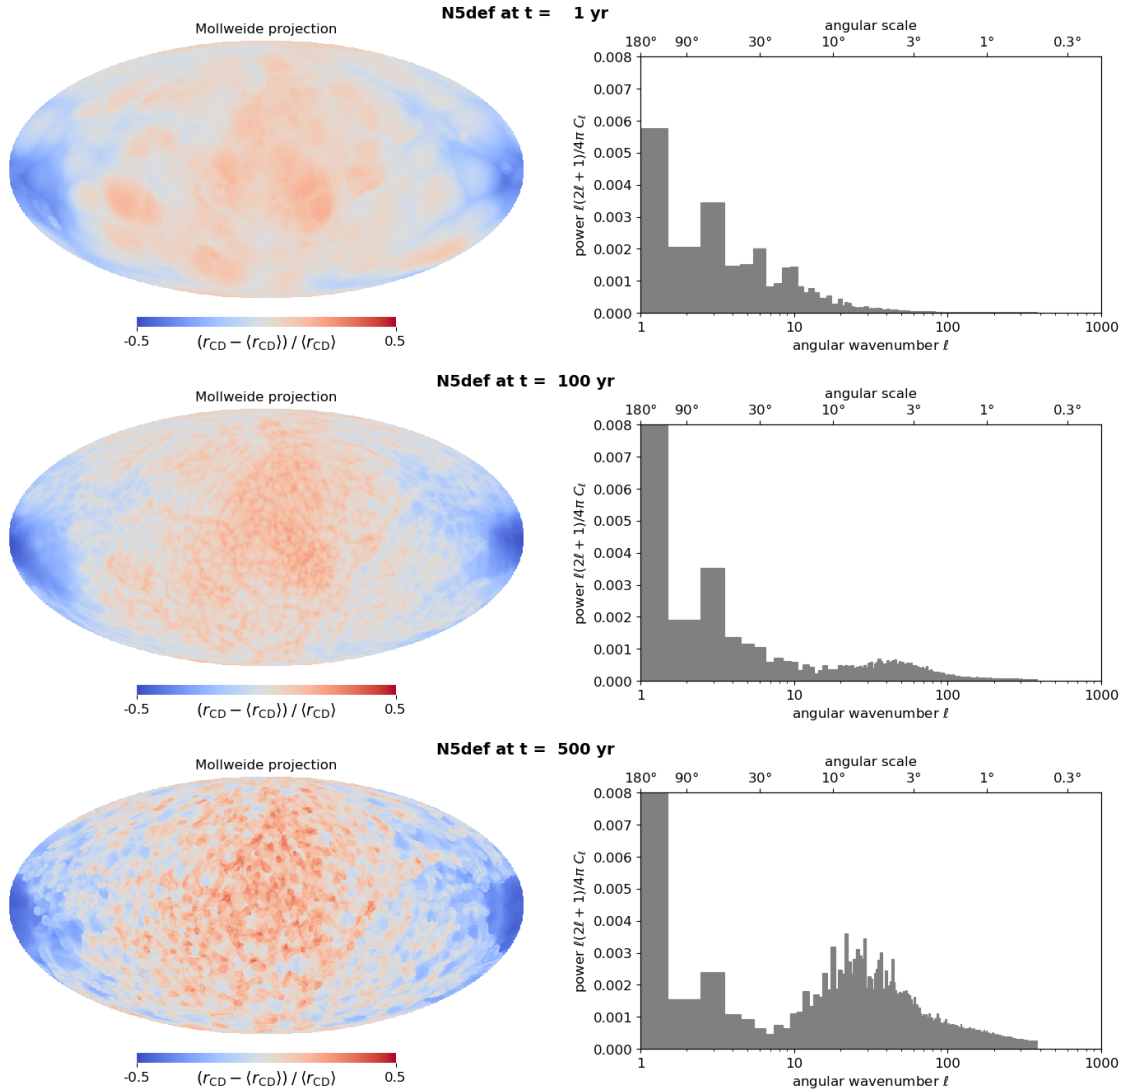 N5def at t =    1 yr
Mollweide projection
-0.5
0.5
(r_CD − ⟨r_CD⟩) / ⟨r_CD⟩
angular scale
180° 90° 30° 10° 3° 1° 0.3°
power ℓ(2ℓ + 1)/4π C_ℓ
0.008
0.007
0.006
0.005
0.004
0.003
0.002
0.001
0.000
1 10 100 1000
angular wavenumber ℓ
N5def at t =  100 yr
Mollweide projection
-0.5
0.5
(r_CD − ⟨r_CD⟩) / ⟨r_CD⟩
angular scale
180° 90° 30° 10° 3° 1° 0.3°
power ℓ(2ℓ + 1)/4π C_ℓ
0.008
0.007
0.006
0.005
0.004
0.003
0.002
0.001
0.000
1 10 100 1000
angular wavenumber ℓ
N5def at t =  500 yr
Mollweide projection
-0.5
0.5
(r_CD − ⟨r_CD⟩) / ⟨r_CD⟩
angular scale
180° 90° 30° 10° 3° 1° 0.3°
power ℓ(2ℓ + 1)/4π C_ℓ
0.008
0.007
0.006
0.005
0.004
0.003
0.002
0.001
0.000
1 10 100 1000
angular wavenumber ℓ